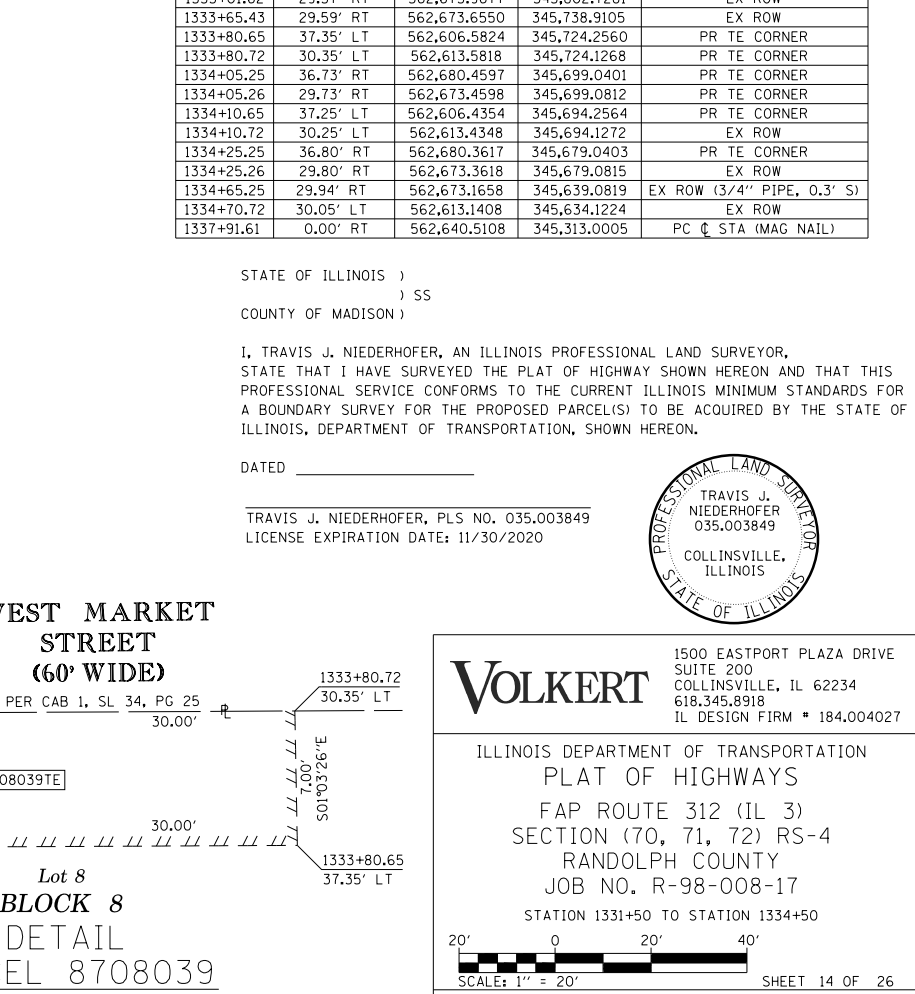 1333+65.43 29.59' RT 562,673.6550 345,738.9105 EX ROW
1333+80.65 37.35' LT 562,606.5824 345,724.2560 PR TE CORNER
1333+80.72 30.35' LT 562,613.5818 345,724.1268 PR TE CORNER
1334+05.25 36.73' RT 562,680.4597 345,699.0401 PR TE CORNER
1334+05.26 29.73' RT 562,673.4598 345,699.0812 PR TE CORNER
1334+10.65 37.25' LT 562,606.4354 345,694.2564 PR TE CORNER
1334+10.72 30.25' LT 562,613.4348 345,694.1272 EX ROW
1334+25.25 36.80' RT 562,680.3617 345,679.0403 PR TE CORNER
1334+25.26 29.80' RT 562,673.3618 345,679.0815 EX ROW
1334+65.25 29.94' RT 562,673.1658 345,639.0819 EX ROW (3/4'' PIPE, 0.3' S)
1334+70.72 30.05' LT 562,613.1408 345,634.1224 EX ROW
1337+91.61 0.00' RT 562,640.5108 345,313.0005 PC ℄ STA (MAG NAIL)
STATE OF ILLINOIS )
) SS
COUNTY OF MADISON )
I, TRAVIS J. NIEDERHOFER, AN ILLINOIS PROFESSIONAL LAND SURVEYOR,
STATE THAT I HAVE SURVEYED THE PLAT OF HIGHWAY SHOWN HEREON AND THAT THIS
PROFESSIONAL SERVICE CONFORMS TO THE CURRENT ILLINOIS MINIMUM STANDARDS FOR
A BOUNDARY SURVEY FOR THE PROPOSED PARCEL(S) TO BE ACQUIRED BY THE STATE OF
ILLINOIS, DEPARTMENT OF TRANSPORTATION, SHOWN HEREON.
DATED
TRAVIS J. NIEDERHOFER, PLS NO. 035.003849
LICENSE EXPIRATION DATE: 11/30/2020
PROFESSIONAL LAND SURVEYOR
TRAVIS J.
NIEDERHOFER
035.003849
COLLINSVILLE,
ILLINOIS
STATE OF ILLINOIS
VEST MARKET
STREET
(60' WIDE)
PER CAB 1, SL 34, PG 25
℄
30.00'
1333+80.72
30.35' LT
7.00'
S01°03'26"E
08039TE
30.00'
1333+80.65
37.35' LT
Lot 8
BLOCK 8
DETAIL
EL 8708039
VOLKERT
1500 EASTPORT PLAZA DRIVE
SUITE 200
COLLINSVILLE, IL 62234
618.345.8918
IL DESIGN FIRM # 184.004027
ILLINOIS DEPARTMENT OF TRANSPORTATION
PLAT OF HIGHWAYS
FAP ROUTE 312 (IL 3)
SECTION (70, 71, 72) RS-4
RANDOLPH COUNTY
JOB NO. R-98-008-17
STATION 1331+50 TO STATION 1334+50
20' 0 20' 40'
SCALE: 1'' = 20' SHEET 14 OF 26